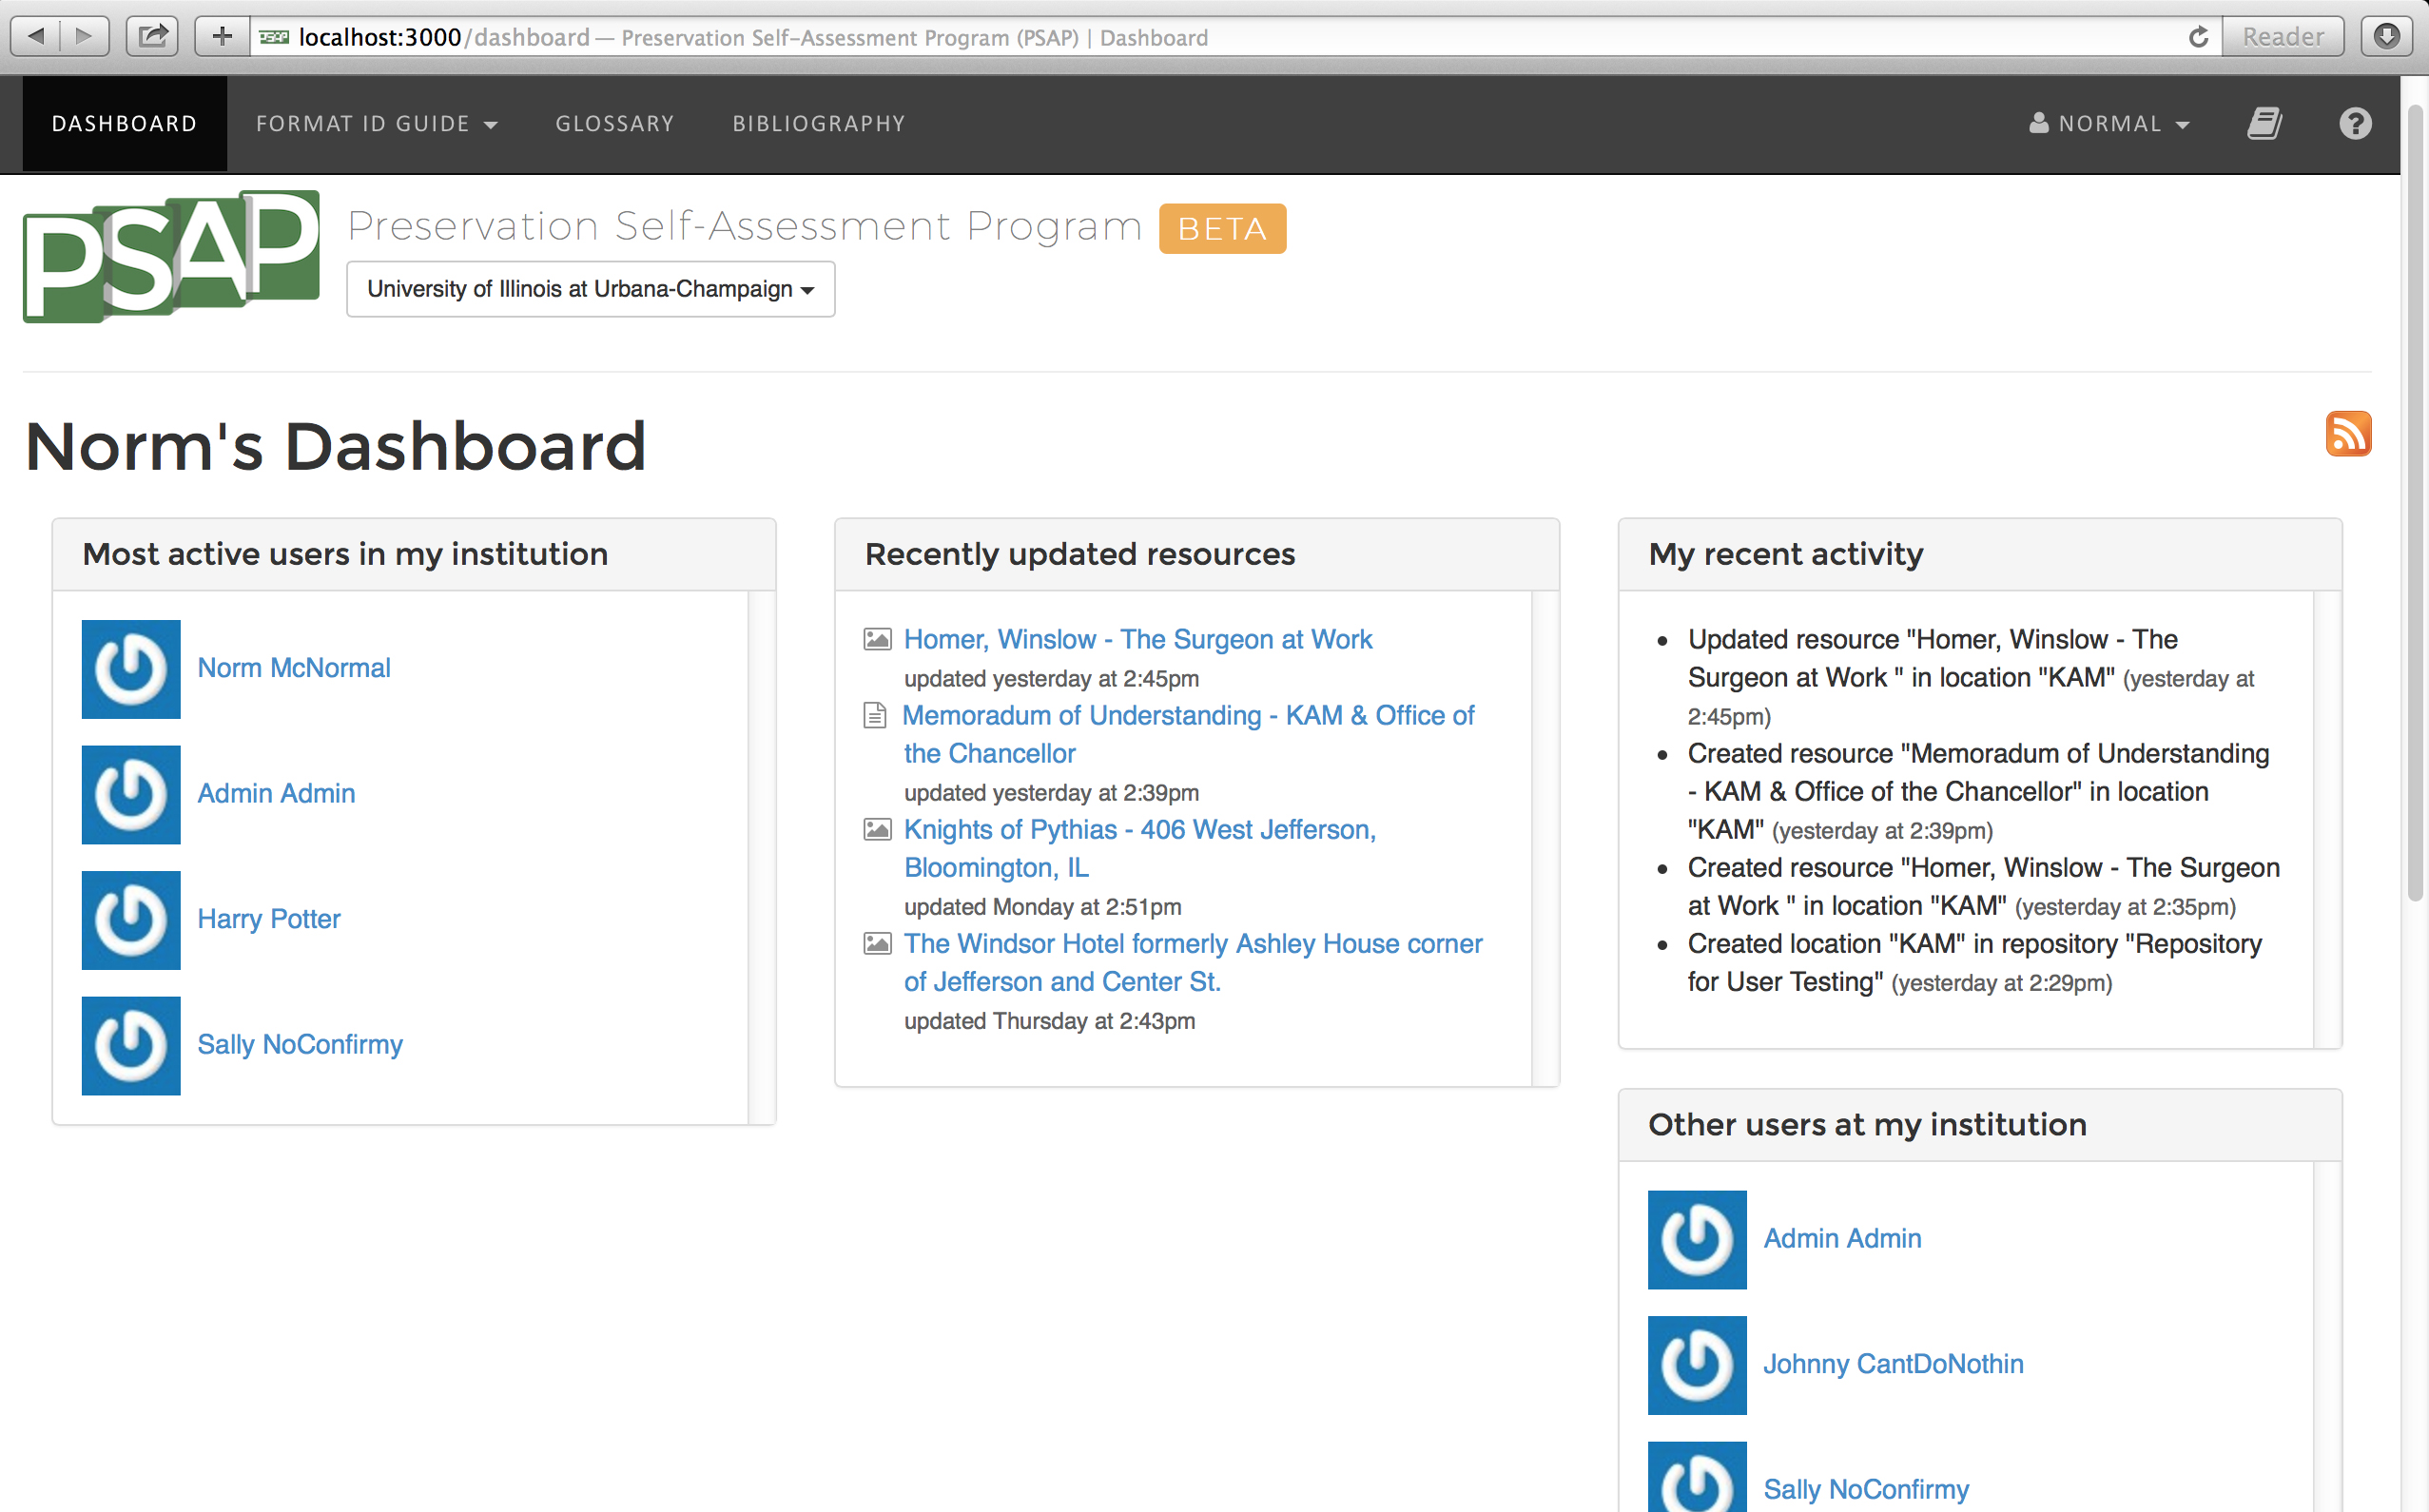 localhost:3000/dashboard — Preservation Self-Assessment Program (PSAP) | Dashboard
Reader
DASHBOARD
FORMAT ID GUIDE
GLOSSARY
BIBLIOGRAPHY
NORMAL
PSAP
Preservation Self-Assessment Program BETA
University of Illinois at Urbana-Champaign
Norm's Dashboard
Most active users in my institution
Norm McNormal
Admin Admin
Harry Potter
Sally NoConfirmy
Recently updated resources
Homer, Winslow - The Surgeon at Work
updated yesterday at 2:45pm
Memoradum of Understanding - KAM & Office of
the Chancellor
updated yesterday at 2:39pm
Knights of Pythias - 406 West Jefferson,
Bloomington, IL
updated Monday at 2:51pm
The Windsor Hotel formerly Ashley House corner
of Jefferson and Center St.
updated Thursday at 2:43pm
My recent activity
Updated resource "Homer, Winslow - The
Surgeon at Work " in location "KAM" (yesterday at
2:45pm)
Created resource "Memoradum of Understanding
- KAM & Office of the Chancellor" in location
"KAM" (yesterday at 2:39pm)
Created resource "Homer, Winslow - The Surgeon
at Work " in location "KAM" (yesterday at 2:35pm)
Created location "KAM" in repository "Repository
for User Testing" (yesterday at 2:29pm)
Other users at my institution
Admin Admin
Johnny CantDoNothin
Sally NoConfirmy